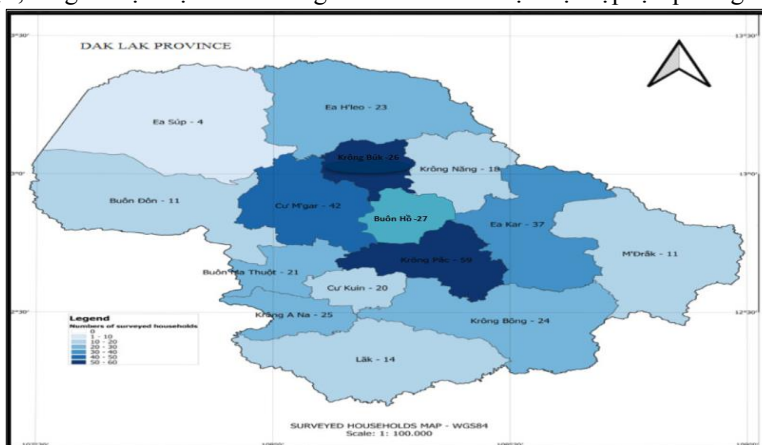 DAK LAK PROVINCE
Ea H'leo - 23
Ea Súp - 4
Krông Búk -26
Krông Năng - 18
Buôn Đôn - 11
Cư M'gar - 42
Buôn Hồ -27
Ea Kar - 37
M'Drăk - 11
Krông Pắc - 59
Buôn Ma Thuột - 21
Cư Kuin - 20
Krông A Na - 25
Krông Bông - 24
Lăk - 14
Legend
Numbers of surveyed households
0
1 - 10
10 - 20
20 - 30
30 - 40
40 - 50
50 - 60
SURVEYED HOUSEHOLDS MAP - WGS84
Scale: 1: 100.000